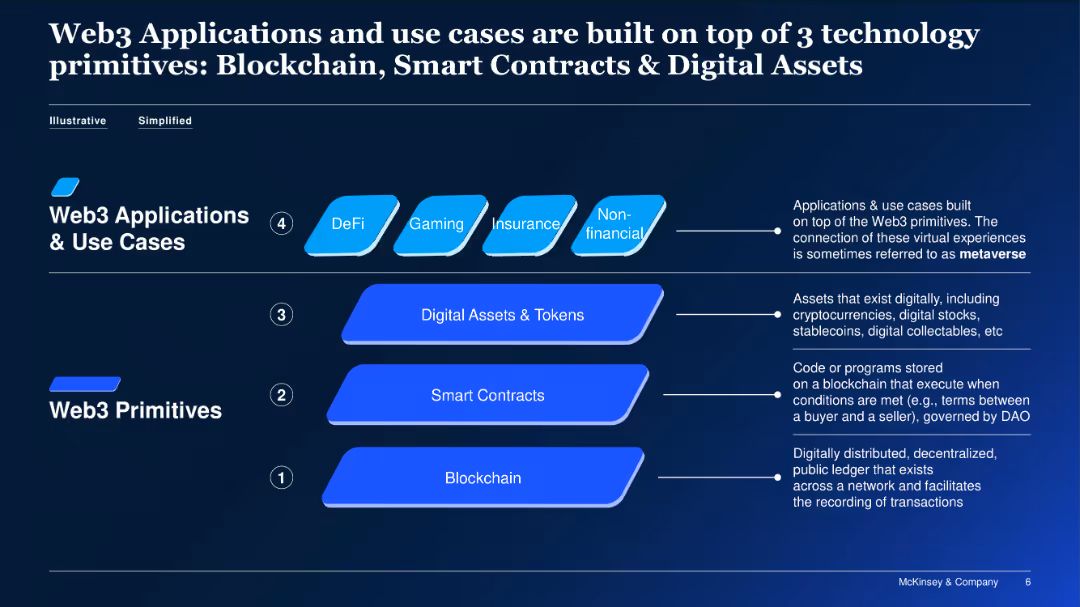 Web3 Applications and use cases are built on top of 3 technology
primitives: Blockchain, Smart Contracts & Digital Assets
Illustrative
Simplified
Web3 Applications
& Use Cases
4
DeFi
Gaming
Insurance
Non-
financial
Applications & use cases built
on top of the Web3 primitives. The
connection of these virtual experiences
is sometimes referred to as metaverse
Web3 Primitives
3
Digital Assets & Tokens
Assets that exist digitally, including
cryptocurrencies, digital stocks,
stablecoins, digital collectables, etc
2
Smart Contracts
Code or programs stored
on a blockchain that execute when
conditions are met (e.g., terms between
a buyer and a seller), governed by DAO
1
Blockchain
Digitally distributed, decentralized,
public ledger that exists
across a network and facilitates
the recording of transactions
McKinsey & Company
6